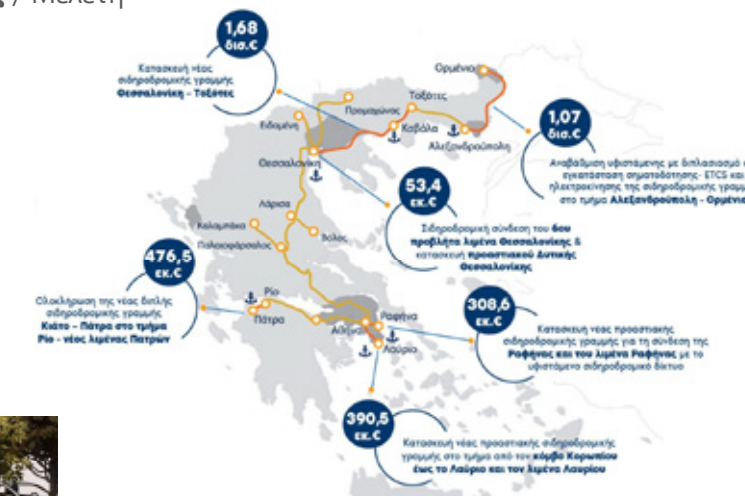 / Μελέτη
1,68
δισ.€
Κατασκευή νέας
σιδηροδρομικής γραμμής
Θεσσαλονίκη - Τοξότες
Ορμένιο
Τοξότες
Προμαχώνας
Ειδομένη
Καβάλα
Αλεξανδρούπολη
Θεσσαλονίκη
1,07
δισ.€
Αναβάθμιση υφιστάμενης με διπλασιασμό
εγκατάσταση σηματοδότησης- ETCS και
ηλεκτροκίνησης της σιδηροδρομικής
στο τμήμα Αλεξανδρούπολη - Ορμένιο
53,4
εκ.€
Σιδηροδρομική σύνδεση του 6ου
προβλήτα λιμένα Θεσσαλονίκης &
κατασκευή προαστιακού Δυτικής
Θεσσαλονίκης
Λάρισα
Καλαμπάκα
Βόλος
Παλαιοφάρσαλος
476,5
εκ.€
Ολοκλήρωση της νέας διπλής
σιδηροδρομικής γραμμής
Κιάτο - Πάτρα στο τμήμα
Ρίο - νέος λιμένας Πατρών
Ρίο
Πάτρα
Αθήνα
Ραφήνα
Λαύριο
308,6
εκ.€
Κατασκευή νέας προαστιακής
σιδηροδρομικής γραμμής για τη σύνδεση της
Ραφήνας και του λιμένα Ραφήνας με το
υφιστάμενο σιδηροδρομικό δίκτυο
390,5
εκ.€
Κατασκευή νέας προαστιακής σιδηροδρομικής
γραμμής στο τμήμα από τον κόμβο Κορωπίου
έως το Λαύριο και τον λιμένα Λαυρίου